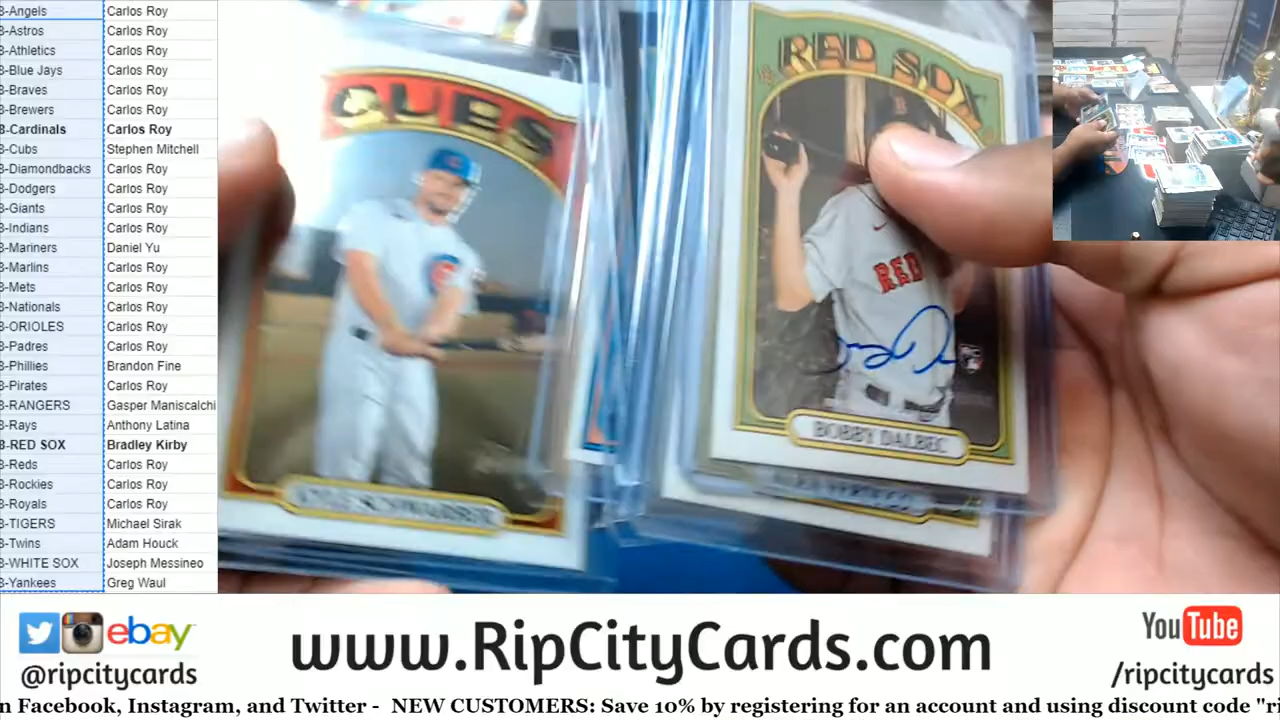 B-Angels Carlos Roy
B-Astros Carlos Roy
B-Athletics Carlos Roy
B-Blue Jays Carlos Roy
B-Braves Carlos Roy
B-Brewers Carlos Roy
B-Cardinals Carlos Roy
B-Cubs Stephen Mitchell
B-Diamondbacks Carlos Roy
B-Dodgers Carlos Roy
B-Giants Carlos Roy
B-Indians Carlos Roy
B-Mariners Daniel Yu
B-Marlins Carlos Roy
B-Mets Carlos Roy
B-Nationals Carlos Roy
B-ORIOLES Carlos Roy
B-Padres Carlos Roy
B-Phillies Brandon Fine
B-Pirates Carlos Roy
B-RANGERS Gasper Maniscalchi
B-Rays Anthony Latina
B-RED SOX Bradley Kirby
B-Reds Carlos Roy
B-Rockies Carlos Roy
B-Royals Carlos Roy
B-TIGERS Michael Sirak
B-Twins Adam Houck
B-WHITE SOX Joseph Messineo
B-Yankees Greg Waul
CUBS
RED SOX
RED
BOBBY DALBEC
ebay
@ripcitycards
www.RipCityCards.com
YouTube
/ripcitycards
n Facebook, Instagram, and Twitter - NEW CUSTOMERS: Save 10% by registering for an account and using discount code "ri